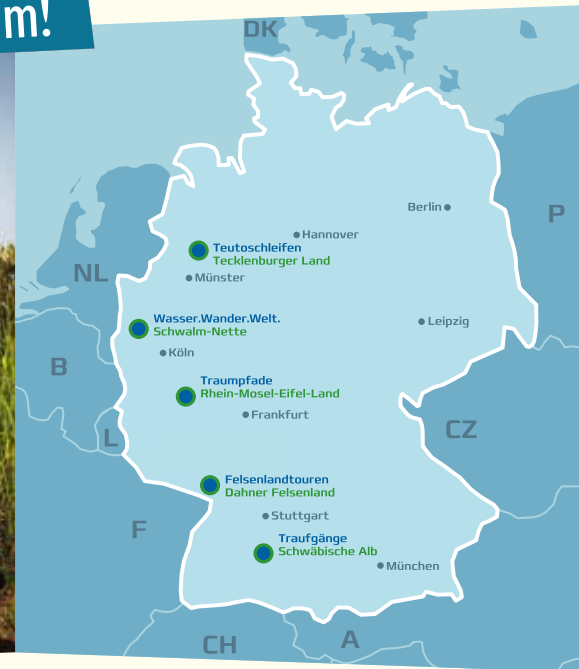 m!
DK
Berlin
P
Hannover
Teutoschleifen
Tecklenburger Land
NL
Münster
Wasser.Wander.Welt.
Schwalm-Nette
Leipzig
Köln
B
Traumpfade
Rhein-Mosel-Eifel-Land
Frankfurt
CZ
L
Felsenlandtouren
Dahner Felsenland
Stuttgart
F
Traufgänge
Schwäbische Alb
München
CH
A